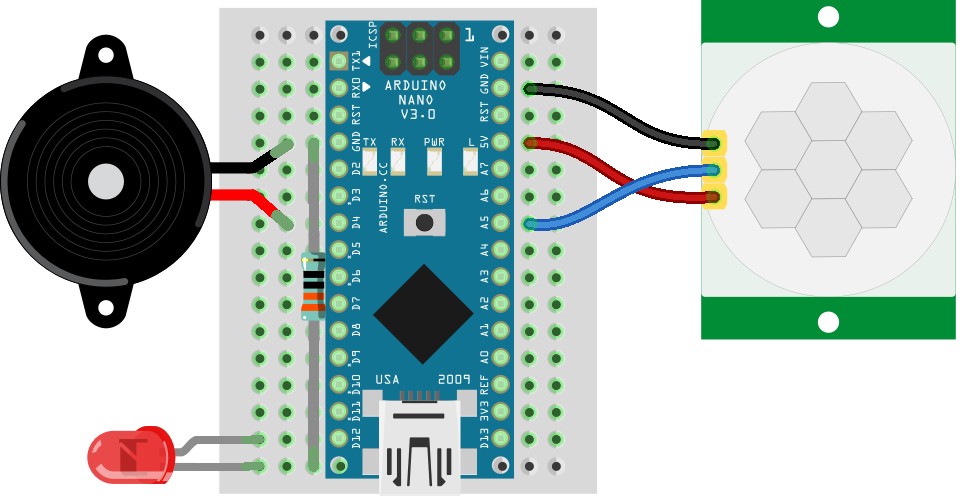 ICSP
1
ARDUINO
NANO
V3.0
TX RX PWR L
ARDUINO.CC
RST
USA 2009
TX1
RX0
RST
GND
D2
D3
D4
D5
D6
D7
D8
D9
D10
D11
D12
VIN
GND
RST
5V
A7
A6
A5
A4
A3
A2
A1
A0
REF
3V3
D13